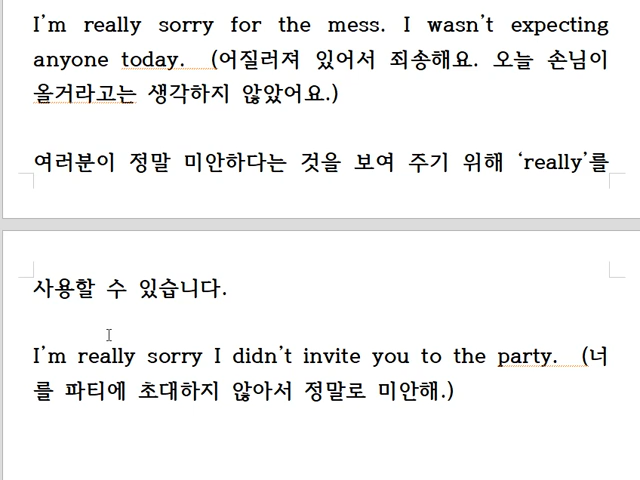 I'm really sorry for the mess. I wasn't expecting
anyone today.  (어질러져 있어서 죄송해요. 오늘 손님이
올거라고는 생각하지 않았어요.)
여러분이 정말 미안하다는 것을 보여 주기 위해 ‘really’를
사용할 수 있습니다.
I'm really sorry I didn't invite you to the party.  (너
를 파티에 초대하지 않아서 정말로 미안해.)